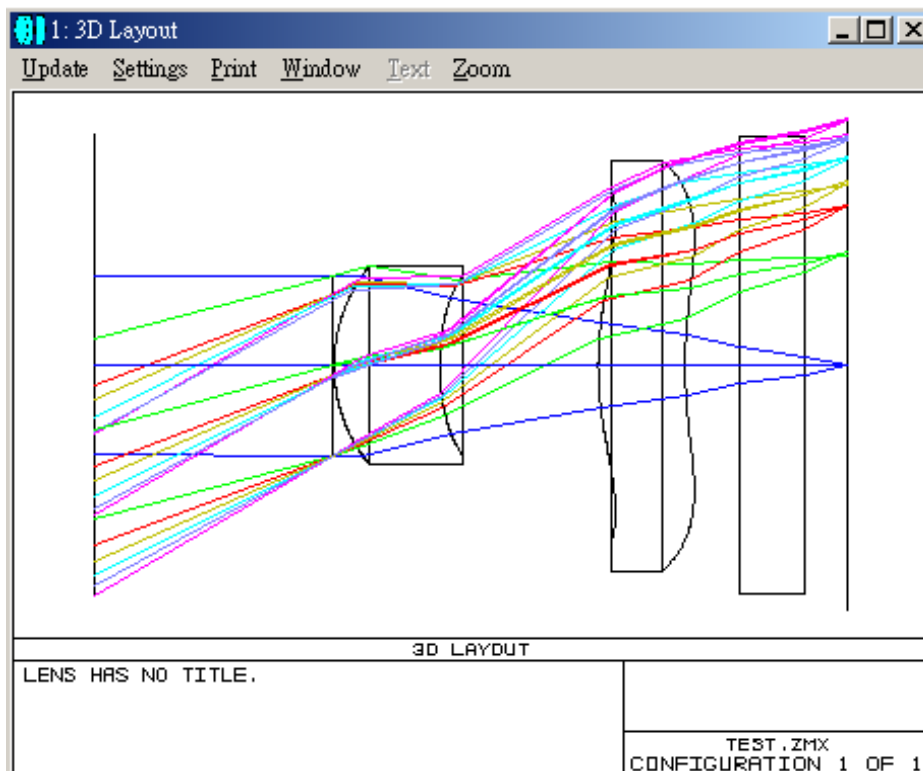 1: 3D Layout
Update Settings Print Window Text Zoom
3D LAYOUT
LENS HAS NO TITLE.
TEST.ZMX
CONFIGURATION 1 OF 1